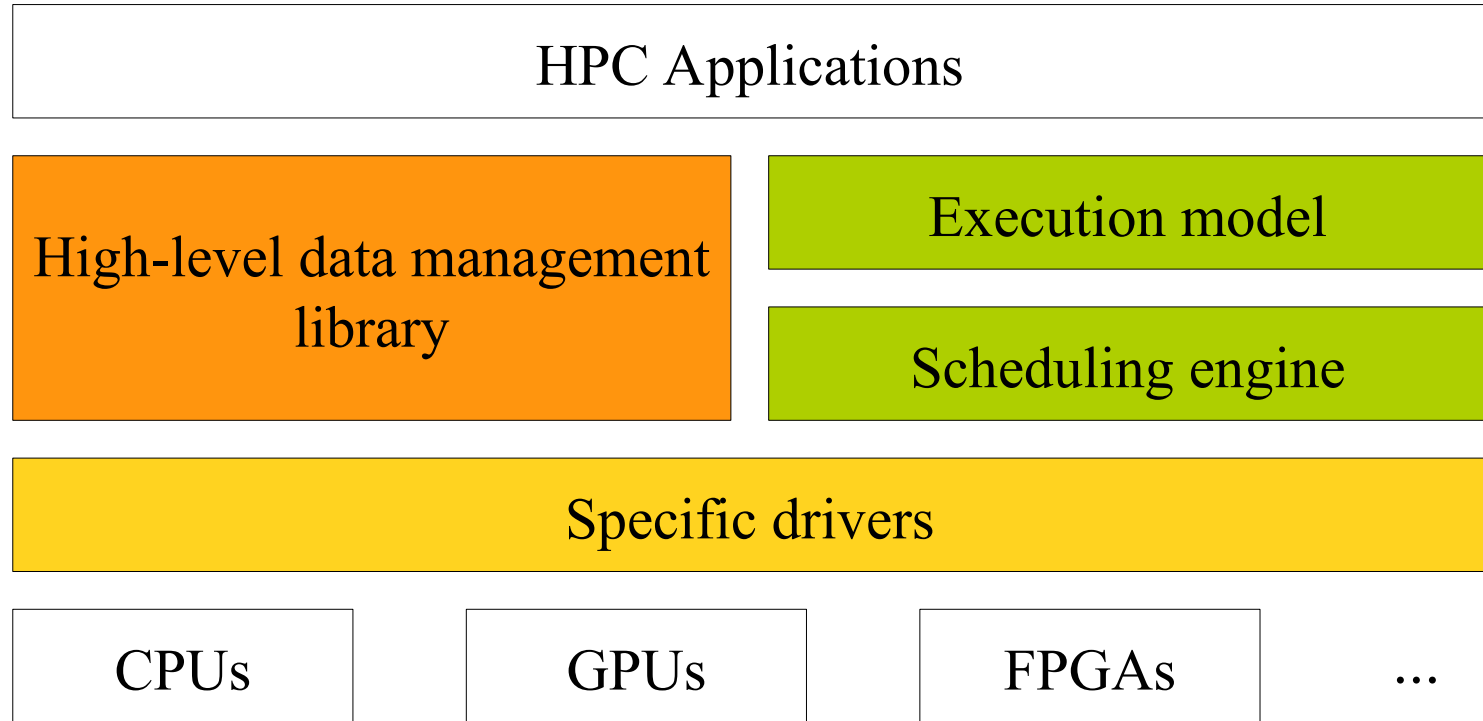 HPC Applications
High-level data management
library
Execution model
Scheduling engine
Specific drivers
CPUs
GPUs
FPGAs
...